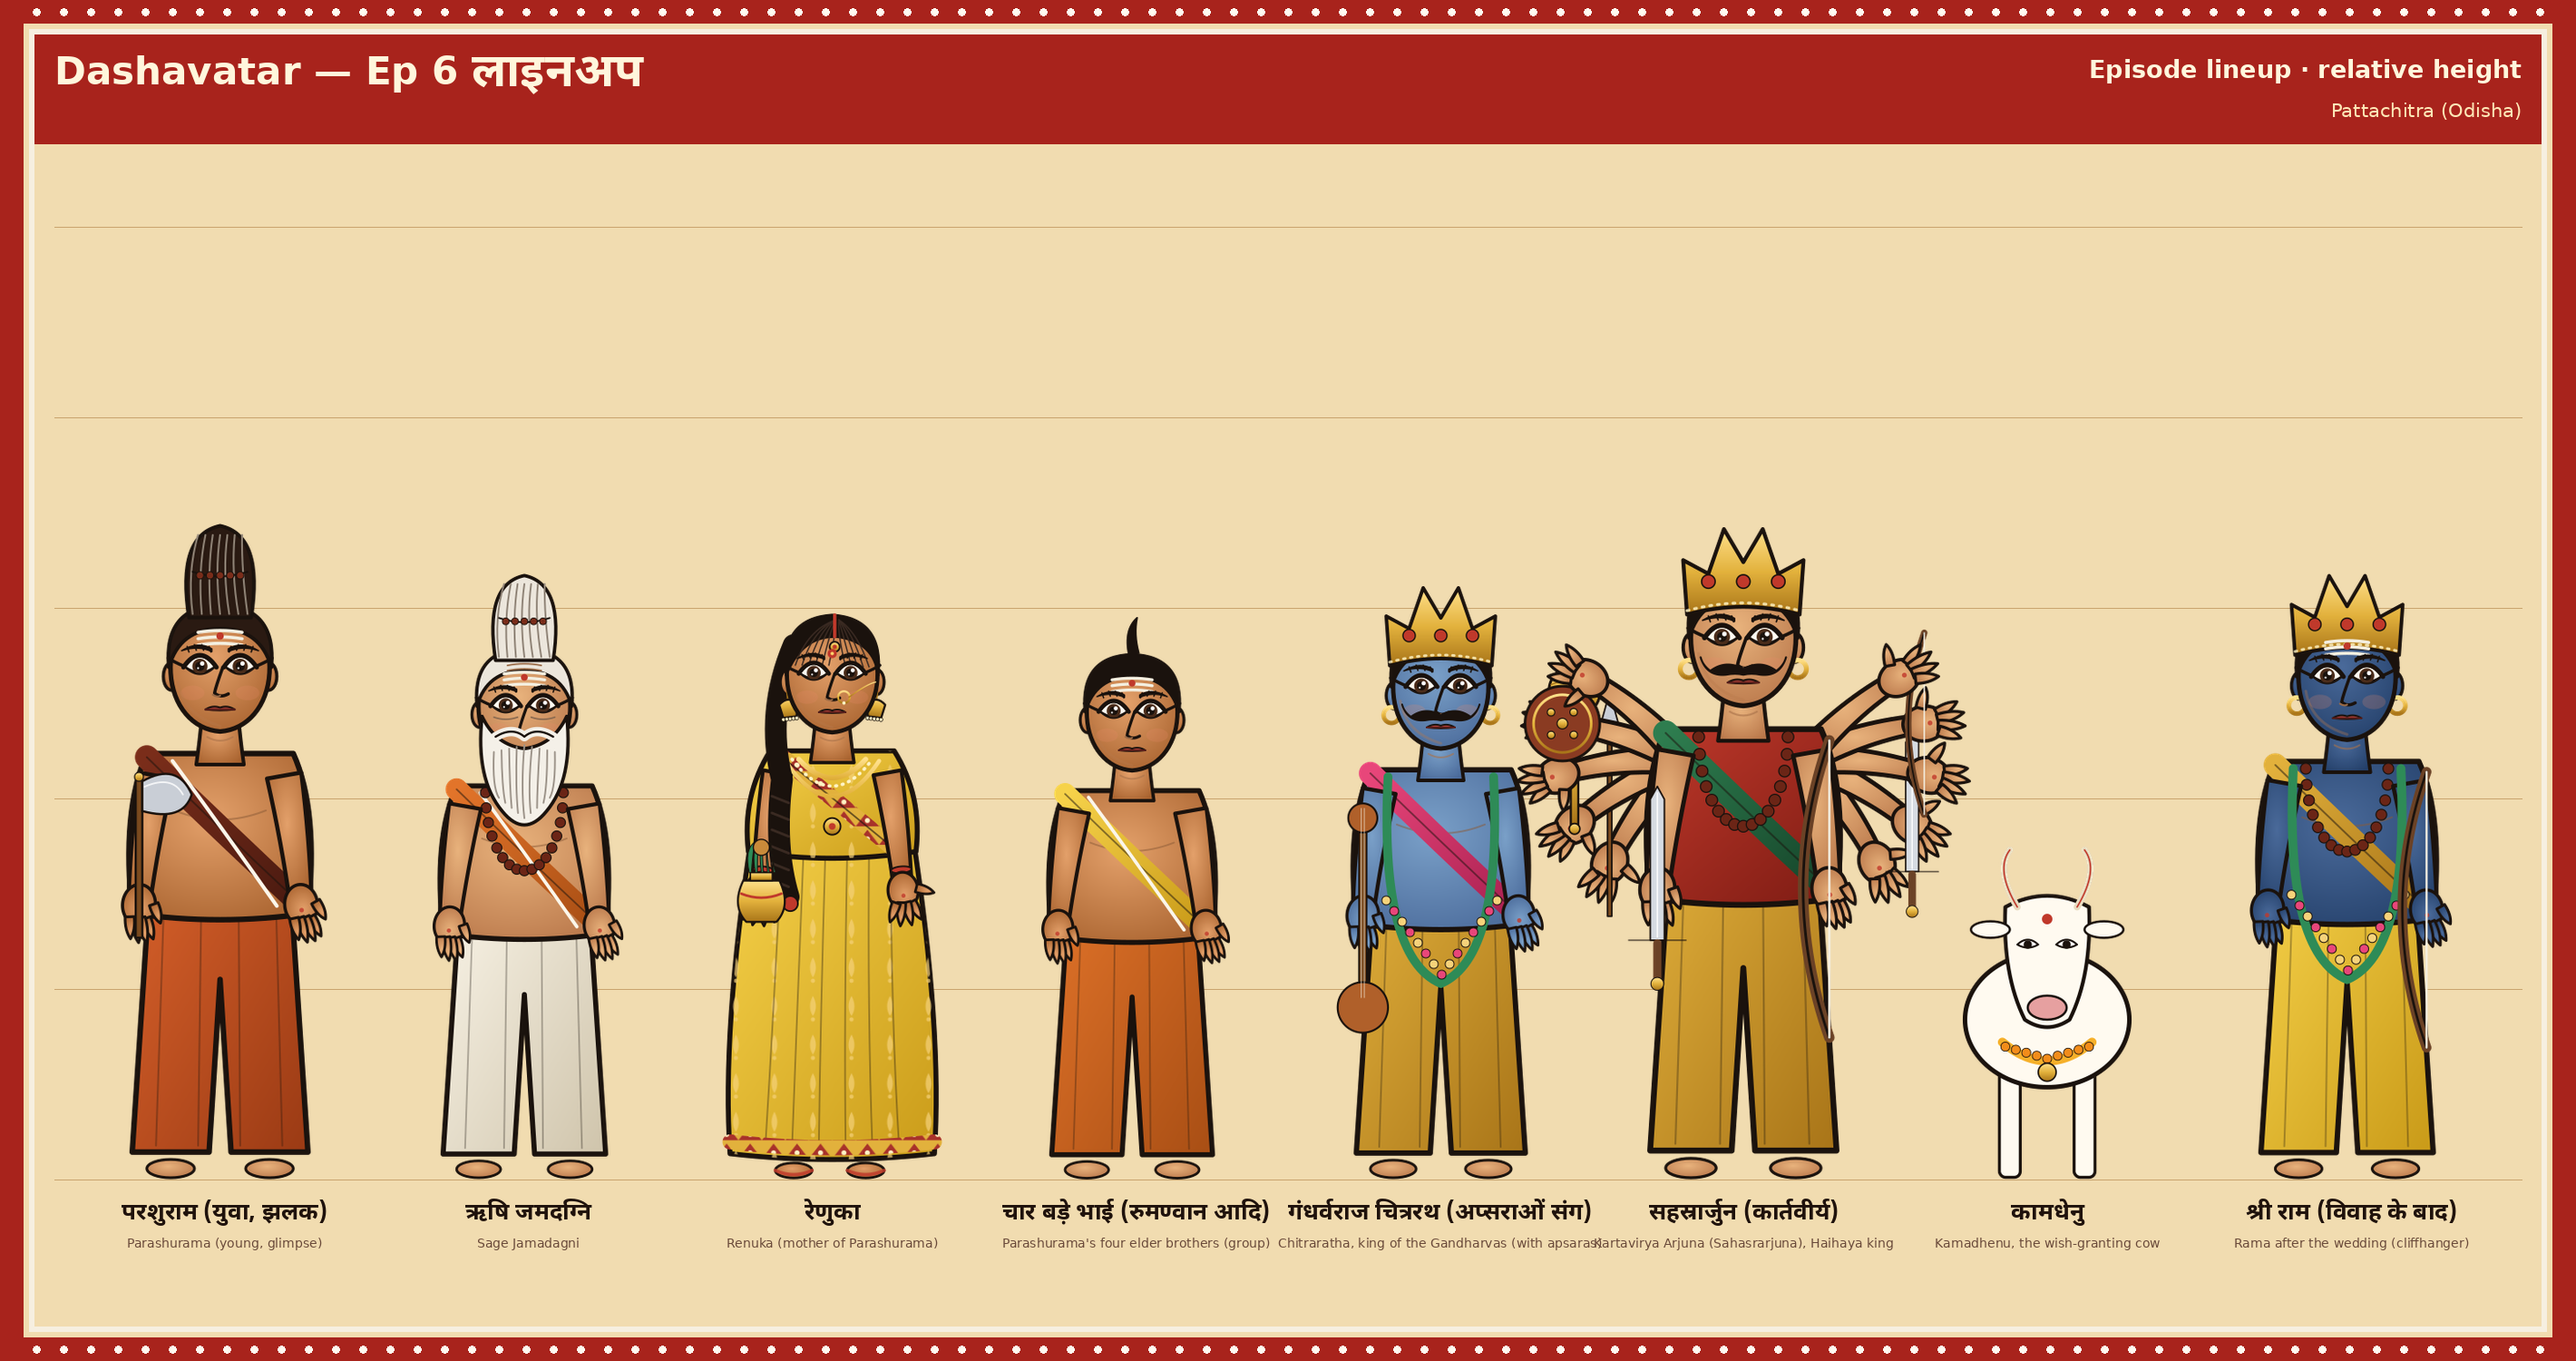 Dashavatar — Ep 6 लाइनअप
Episode lineup · relative height
Pattachitra (Odisha)
परशुराम (युवा, झलक)
Parashurama (young, glimpse)
ऋषि जमदग्नि
Sage Jamadagni
रेणुका
Renuka (mother of Parashurama)
चार बड़े भाई (रुमण्वान आदि)
Parashurama's four elder brothers (group)
गंधर्वराज चित्ररथ (अप्सराओं संग)
Chitraratha, king of the Gandharvas (with apsaras)
सहस्रार्जुन (कार्तवीर्य)
Kartavirya Arjuna (Sahasrarjuna), Haihaya king
कामधेनु
Kamadhenu, the wish-granting cow
श्री राम (विवाह के बाद)
Rama after the wedding (cliffhanger)